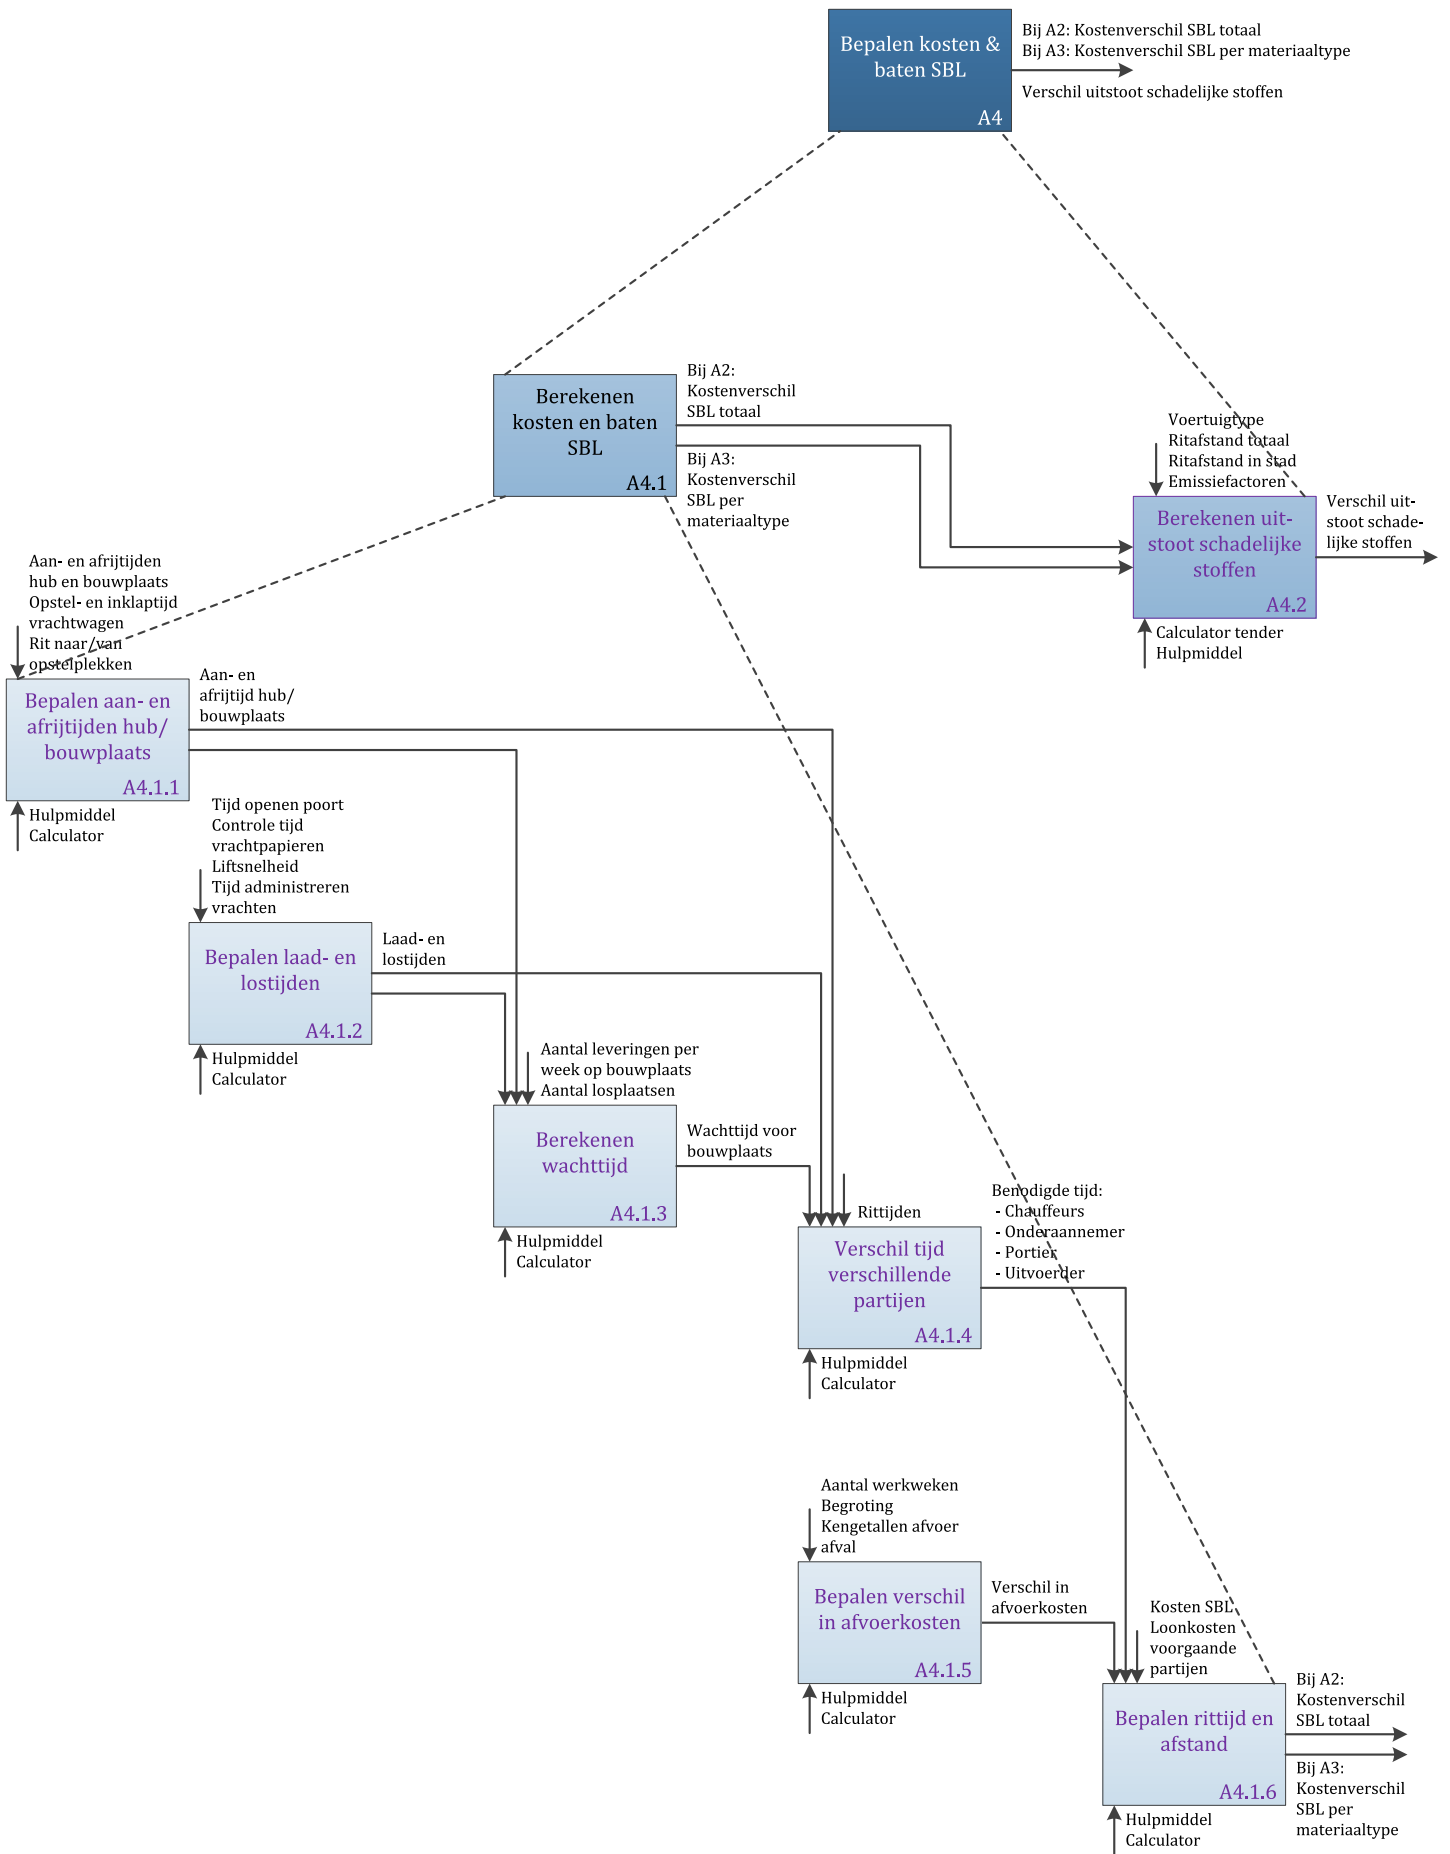 Bepalen kosten &
baten SBL
A4
Bij A2: Kostenverschil SBL totaal
Bij A3: Kostenverschil SBL per materiaaltype
Verschil uitstoot schadelijke stoffen
Berekenen
kosten en baten
SBL
A4.1
Bij A2:
Kostenverschil
SBL totaal
Bij A3:
Kostenverschil
SBL per
materiaaltype
Voertuigtype
Ritafstand totaal
Ritafstand in stad
Emissiefactoren
Berekenen uit-
stoot schadelijke
stoffen
A4.2
Verschil uit-
stoot schade-
lijke stoffen
Calculator tender
Hulpmiddel
Aan- en afrijtijden
hub en bouwplaats
Opstel- en inklaptijd
vrachtwagen
Rit naar/van
opstelplekken
Bepalen aan- en
afrijtijden hub/
bouwplaats
A4.1.1
Aan- en
afrijtijd hub/
bouwplaats
Hulpmiddel
Calculator
Tijd openen poort
Controle tijd
vrachtpapieren
Liftsnelheid
Tijd administreren
vrachten
Bepalen laad- en
lostijden
A4.1.2
Laad- en
lostijden
Hulpmiddel
Calculator
Aantal leveringen per
week op bouwplaats
Aantal losplaatsen
Berekenen
wachttijd
A4.1.3
Wachttijd voor
bouwplaats
Hulpmiddel
Calculator
Rittijden
Verschil tijd
verschillende
partijen
A4.1.4
Benodigde tijd:
- Chauffeurs
- Onderaannemer
- Portier
- Uitvoerder
Hulpmiddel
Calculator
Aantal werkweken
Begroting
Kengetallen afvoer
afval
Bepalen verschil
in afvoerkosten
A4.1.5
Verschil in
afvoerkosten
Hulpmiddel
Calculator
Kosten SBL
Loonkosten
voorgaande
partijen
Bepalen rittijd en
afstand
A4.1.6
Bij A2:
Kostenverschil
SBL totaal
Bij A3:
Kostenverschil
SBL per
materiaaltype
Hulpmiddel
Calculator